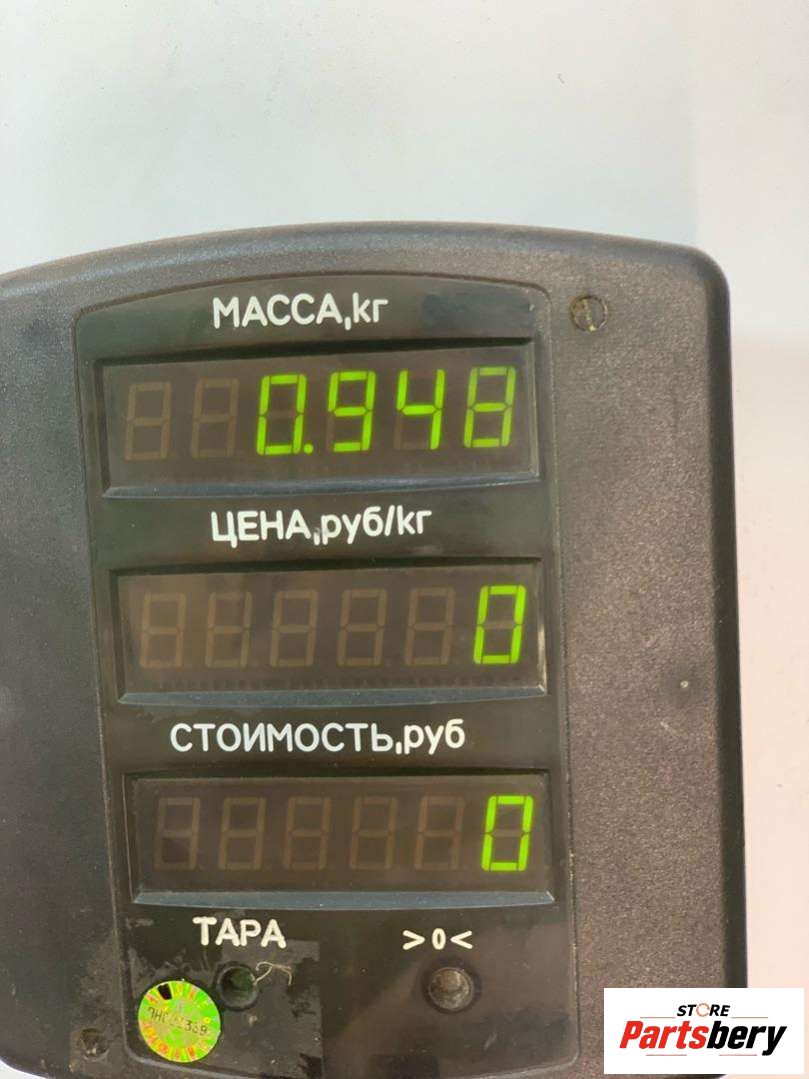 МАССА,кг
0.948
ЦЕНА,руб/кг
0
СТОИМОСТЬ,руб
0
ТАРА >0<
STORE
Partsbery